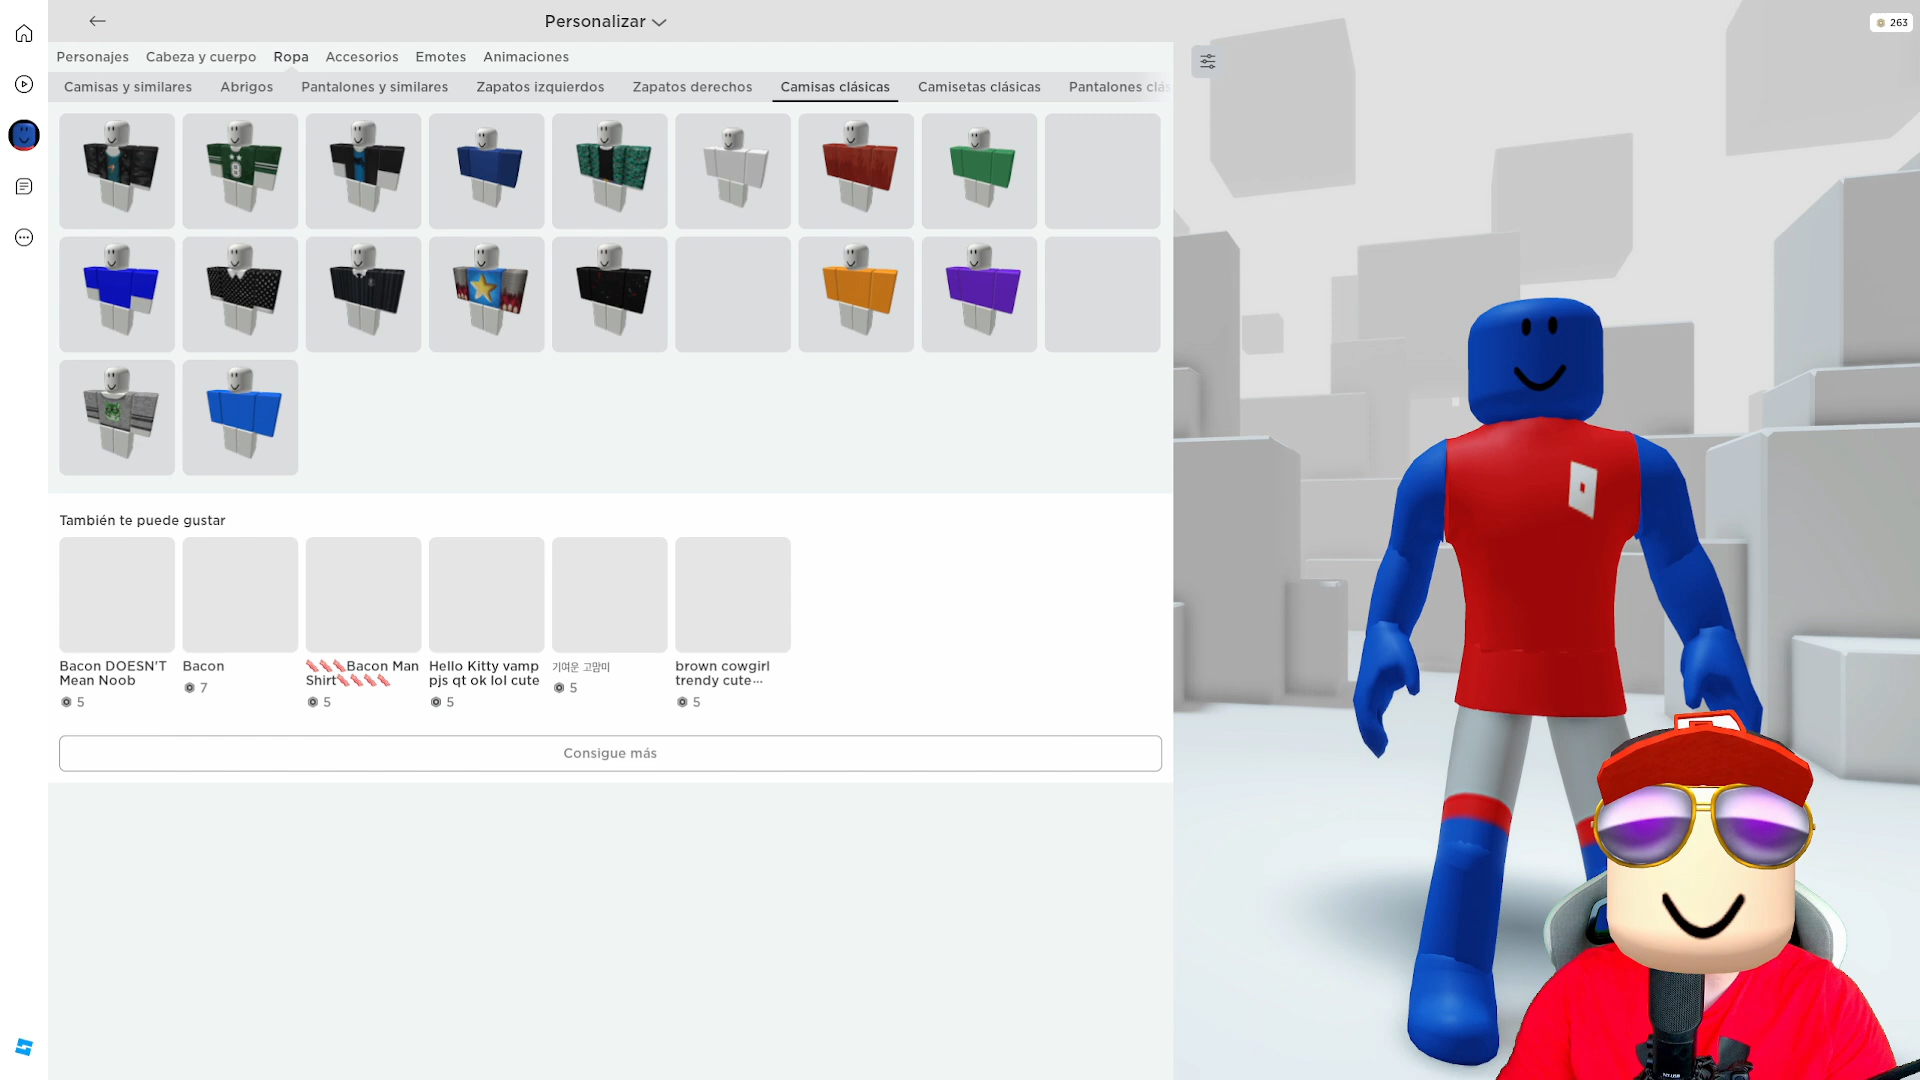 Personalizar
263
Personajes
Cabeza y cuerpo
Ropa
Accesorios
Emotes
Animaciones
Camisas y similares
Abrigos
Pantalones y similares
Zapatos izquierdos
Zapatos derechos
Camisas clásicas
Camisetas clásicas
Pantalones clás
También te puede gustar
Bacon DOESN'T
Mean Noob
5
Bacon
7
🥓🥓🥓Bacon Man
Shirt🥓🥓🥓🥓
5
Hello Kitty vamp
pjs qt ok lol cute
5
기여운 고맘미
5
brown cowgirl
trendy cute...
5
Consigue más